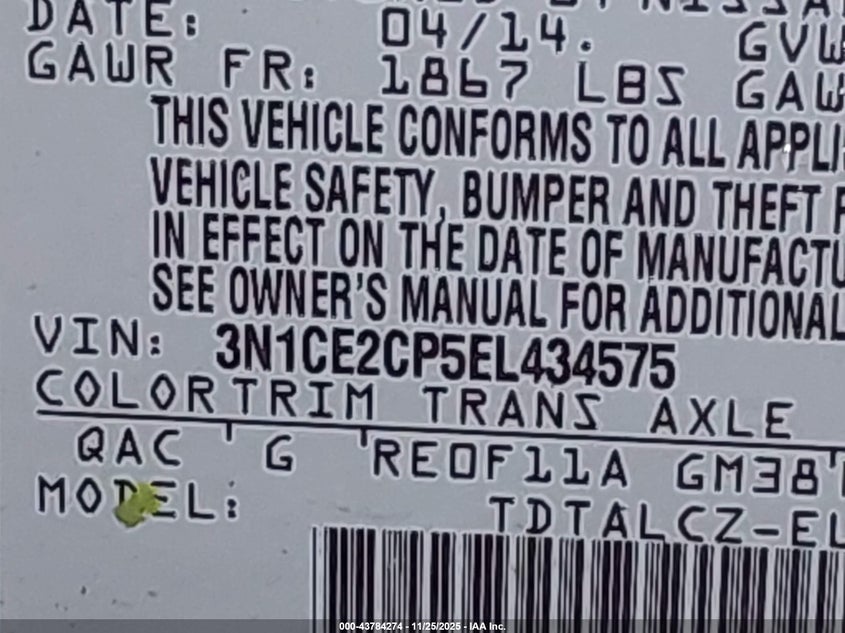 DATE: 04/14. GVW
GAWR FR: 1867 LBS GAW
THIS VEHICLE CONFORMS TO ALL APPLI
VEHICLE SAFETY, BUMPER AND THEFT P
IN EFFECT ON THE DATE OF MANUFACTU
SEE OWNER'S MANUAL FOR ADDITIONAL
VIN: 3N1CE2CP5EL434575
COLOR TRIM TRANS AXLE
QAC G RE0F11A GM38
MODEL: TDTALCZ-EL
000-43784274 - 11/25/2025 - IAA Inc.